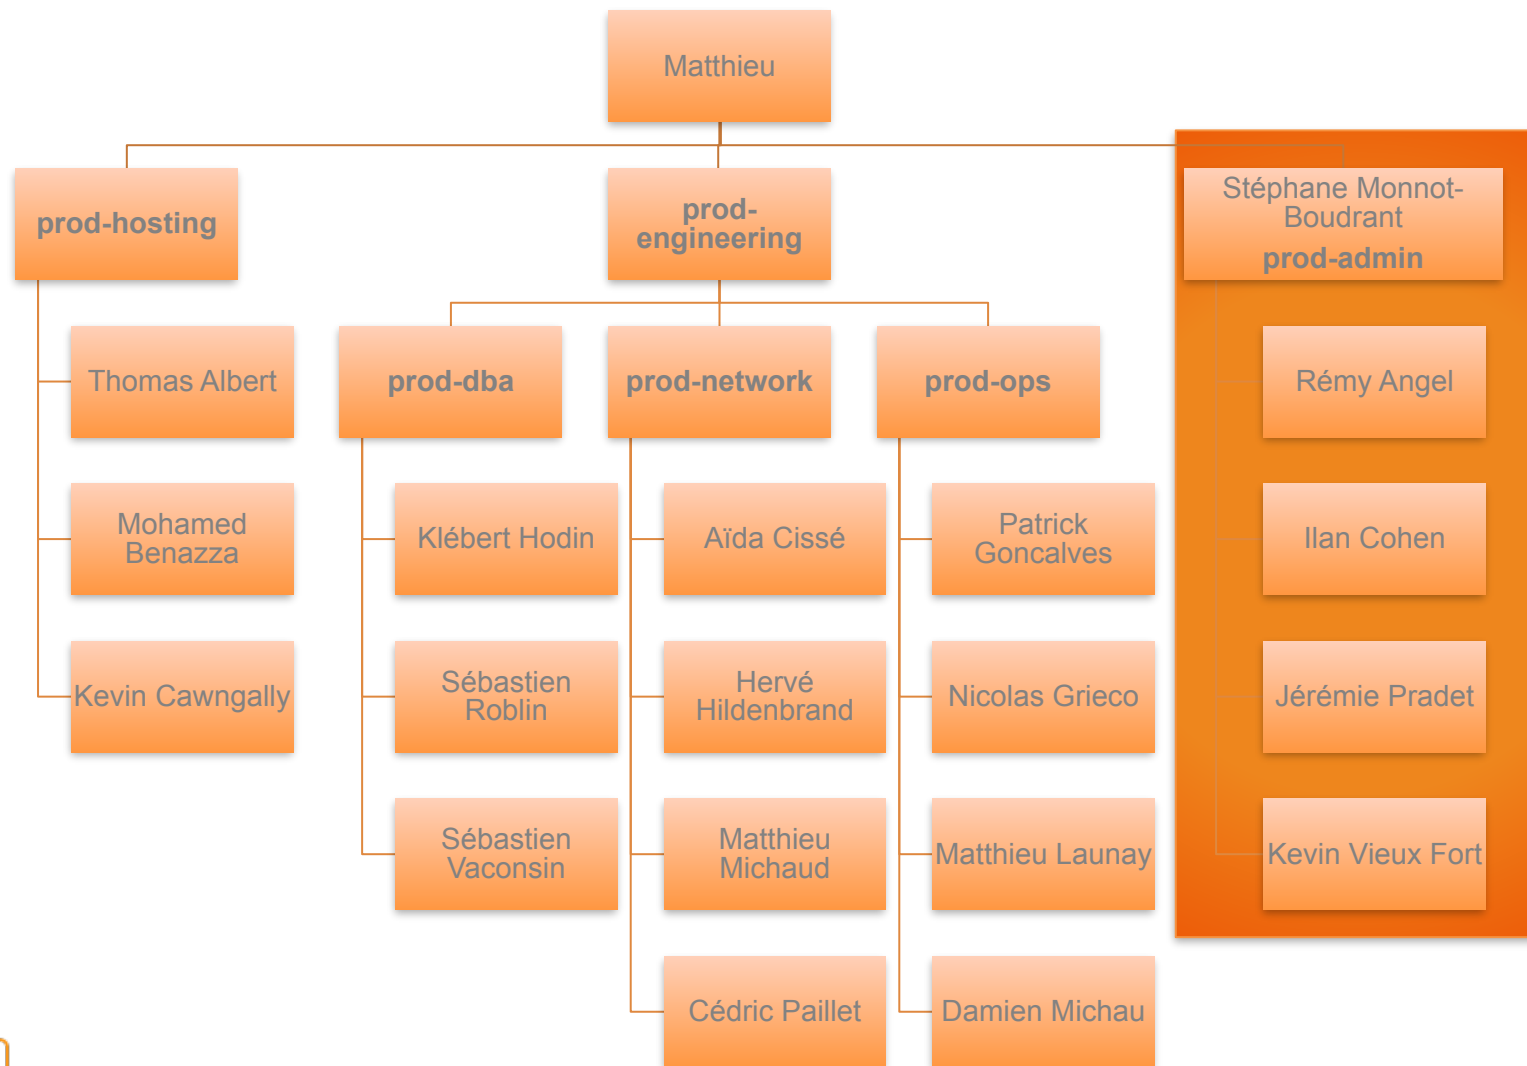 Matthieu
prod-hosting
prod-
engineering
Stéphane Monnot-
Boudrant
prod-admin
Thomas Albert
prod-dba
prod-network
prod-ops
Rémy Angel
Mohamed
Benazza
Klébert Hodin
Aïda Cissé
Patrick
Goncalves
Ilan Cohen
Kevin Cawngally
Sébastien
Roblin
Hervé
Hildenbrand
Nicolas Grieco
Jérémie Pradet
Sébastien
Vaconsin
Matthieu
Michaud
Matthieu Launay
Kevin Vieux Fort
Cédric Paillet
Damien Michau